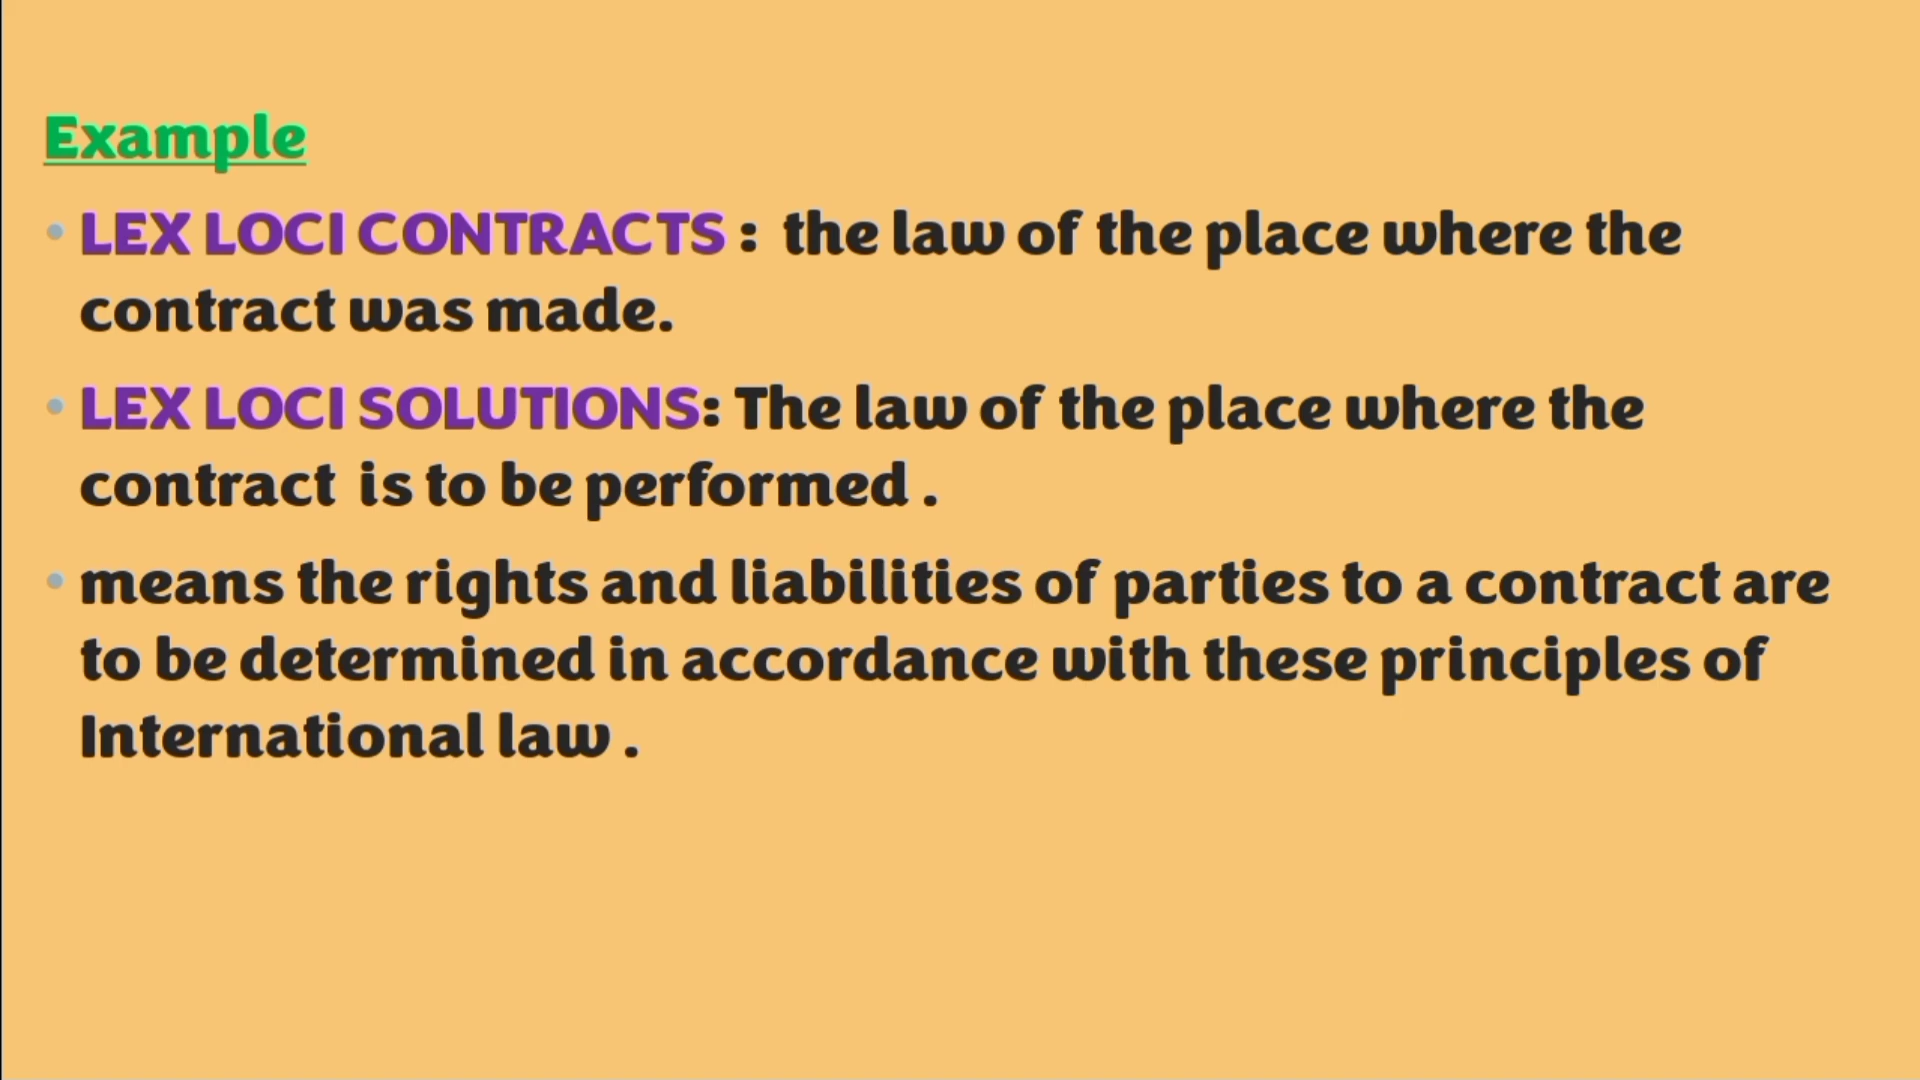 Example
• LEX LOCI CONTRACTS : the law of the place where the
contract was made.
• LEX LOCI SOLUTIONS: The law of the place where the
contract is to be performed .
• means the rights and liabilities of parties to a contract are
to be determined in accordance with these principles of
International law .